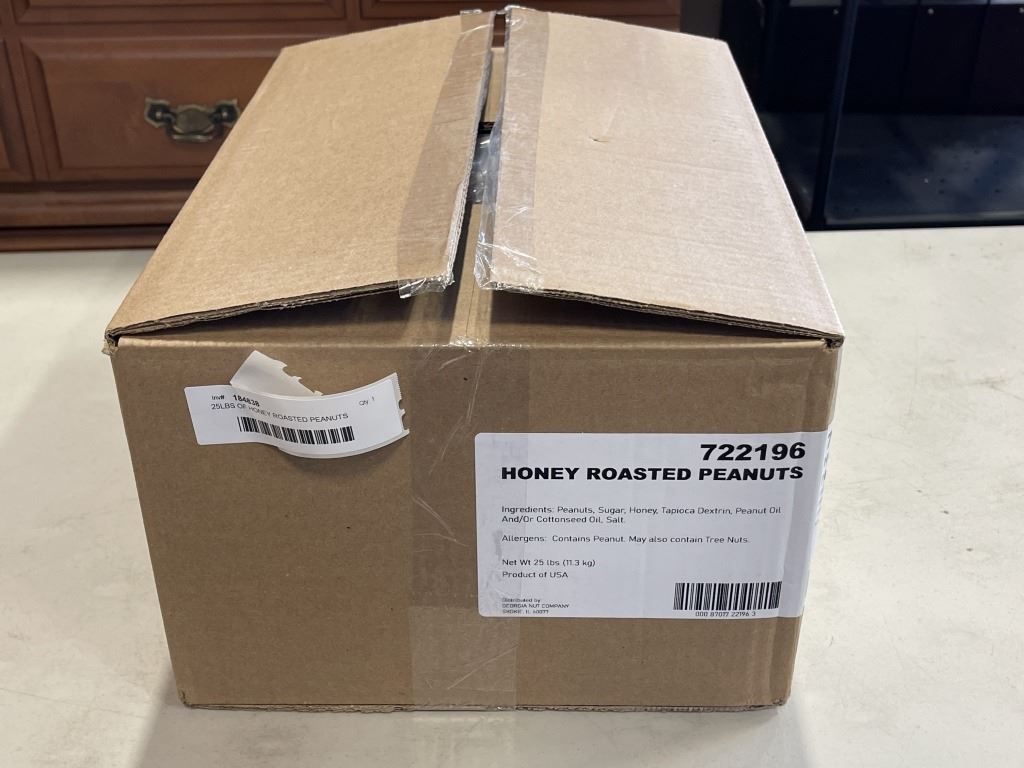 Inv# 184838 Qty 1
25LBS OF HONEY ROASTED PEANUTS
722196
HONEY ROASTED PEANUTS
Ingredients: Peanuts, Sugar, Honey, Tapioca Dextrin, Peanut Oil
And/Or Cottonseed Oil, Salt.
Allergens: Contains Peanut. May also contain Tree Nuts.
Net Wt 25 lbs (11.3 kg)
Product of USA
Distributed by
GEORGIA NUT COMPANY
SKOKIE, IL 60077
000 87077 22196 3